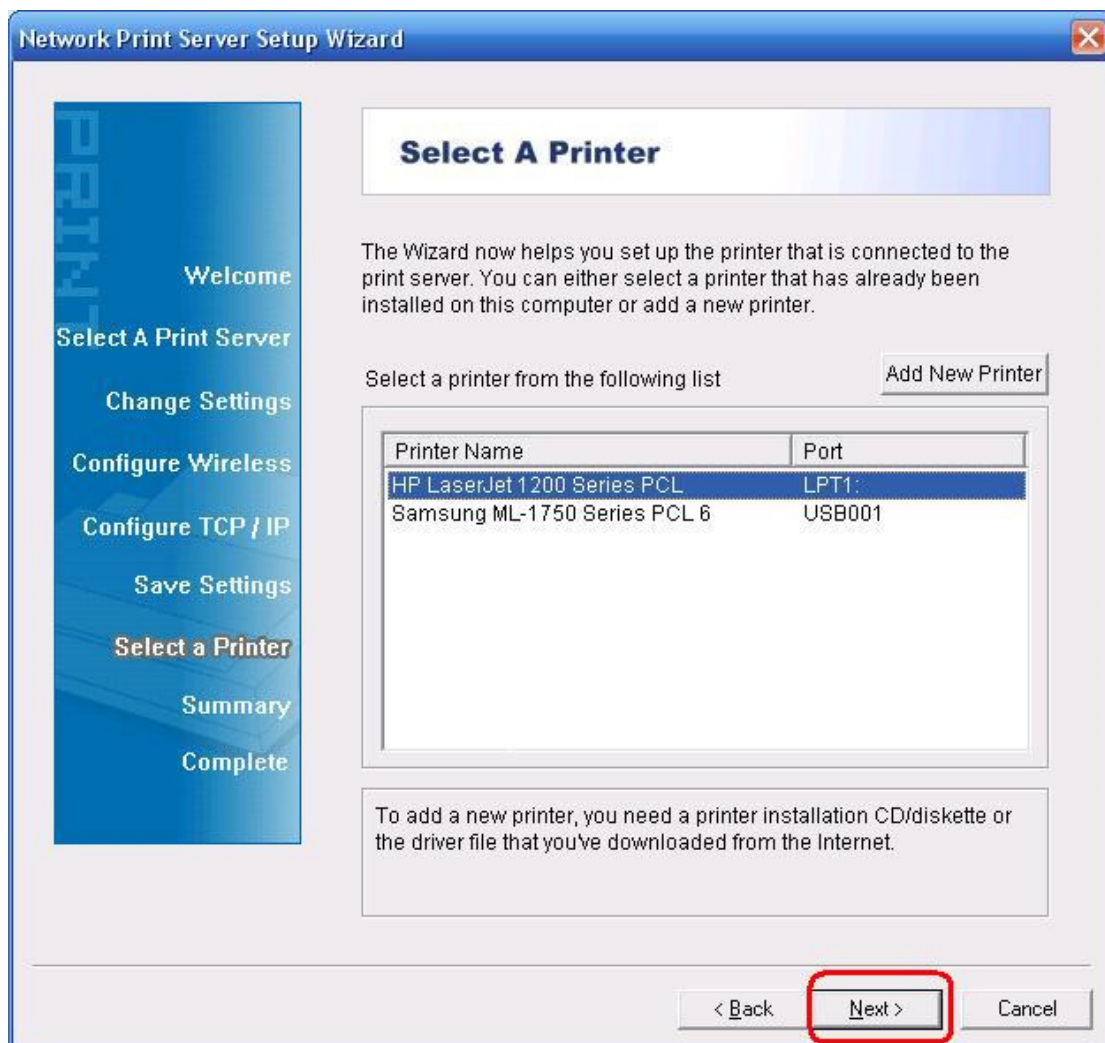 Network Print Server Setup Wizard
PRINT
Welcome
Select A Print Server
Change Settings
Configure Wireless
Configure TCP / IP
Save Settings
Select a Printer
Summary
Complete
Select A Printer
The Wizard now helps you set up the printer that is connected to the
print server. You can either select a printer that has already been
installed on this computer or add a new printer.
Select a printer from the following list
Add New Printer
Printer Name Port
HP LaserJet 1200 Series PCL LPT1:
Samsung ML-1750 Series PCL 6 USB001
To add a new printer, you need a printer installation CD/diskette or
the driver file that you've downloaded from the Internet.
< Back Next > Cancel